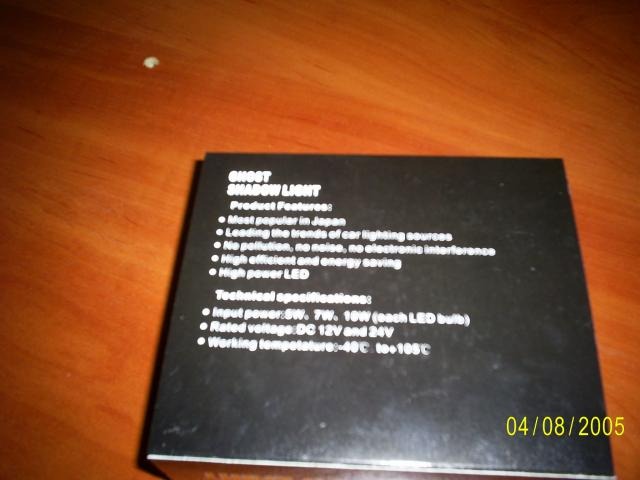 GHOST
SHADOW LIGHT
Product Features:
• Most popular in Japan
• Leading the trends of car lighting sources
• No pollution, no noise, no electronic interference
• High efficient and energy saving
• High power LED
Technical specifications:
• Input power:5W、7W、10W (each LED bulb)
• Rated voltage:DC 12V and 24V
• Working tempetature:-40℃ to+105℃
04/08/2005